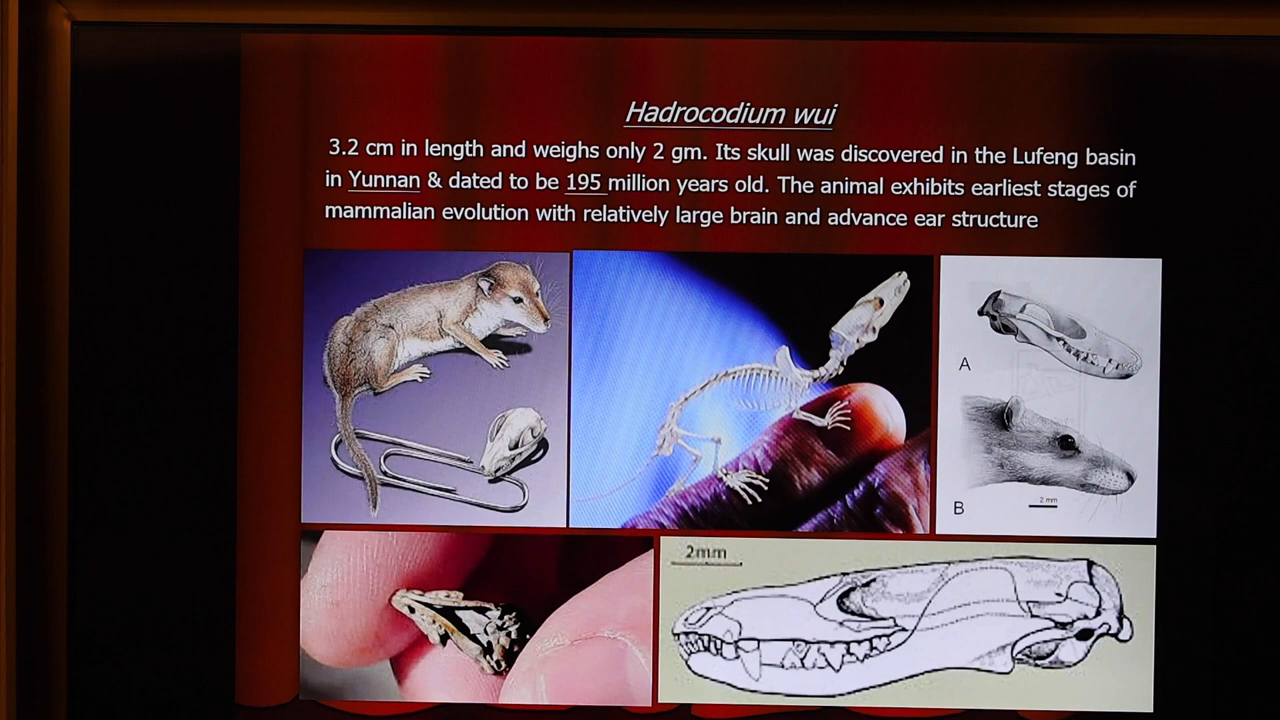 Hadrocodium wui
3.2 cm in length and weighs only 2 gm. Its skull was discovered in the Lufeng basin
in Yunnan & dated to be 195 million years old. The animal exhibits earliest stages of
mammalian evolution with relatively large brain and advance ear structure
A
B
2 mm
2mm